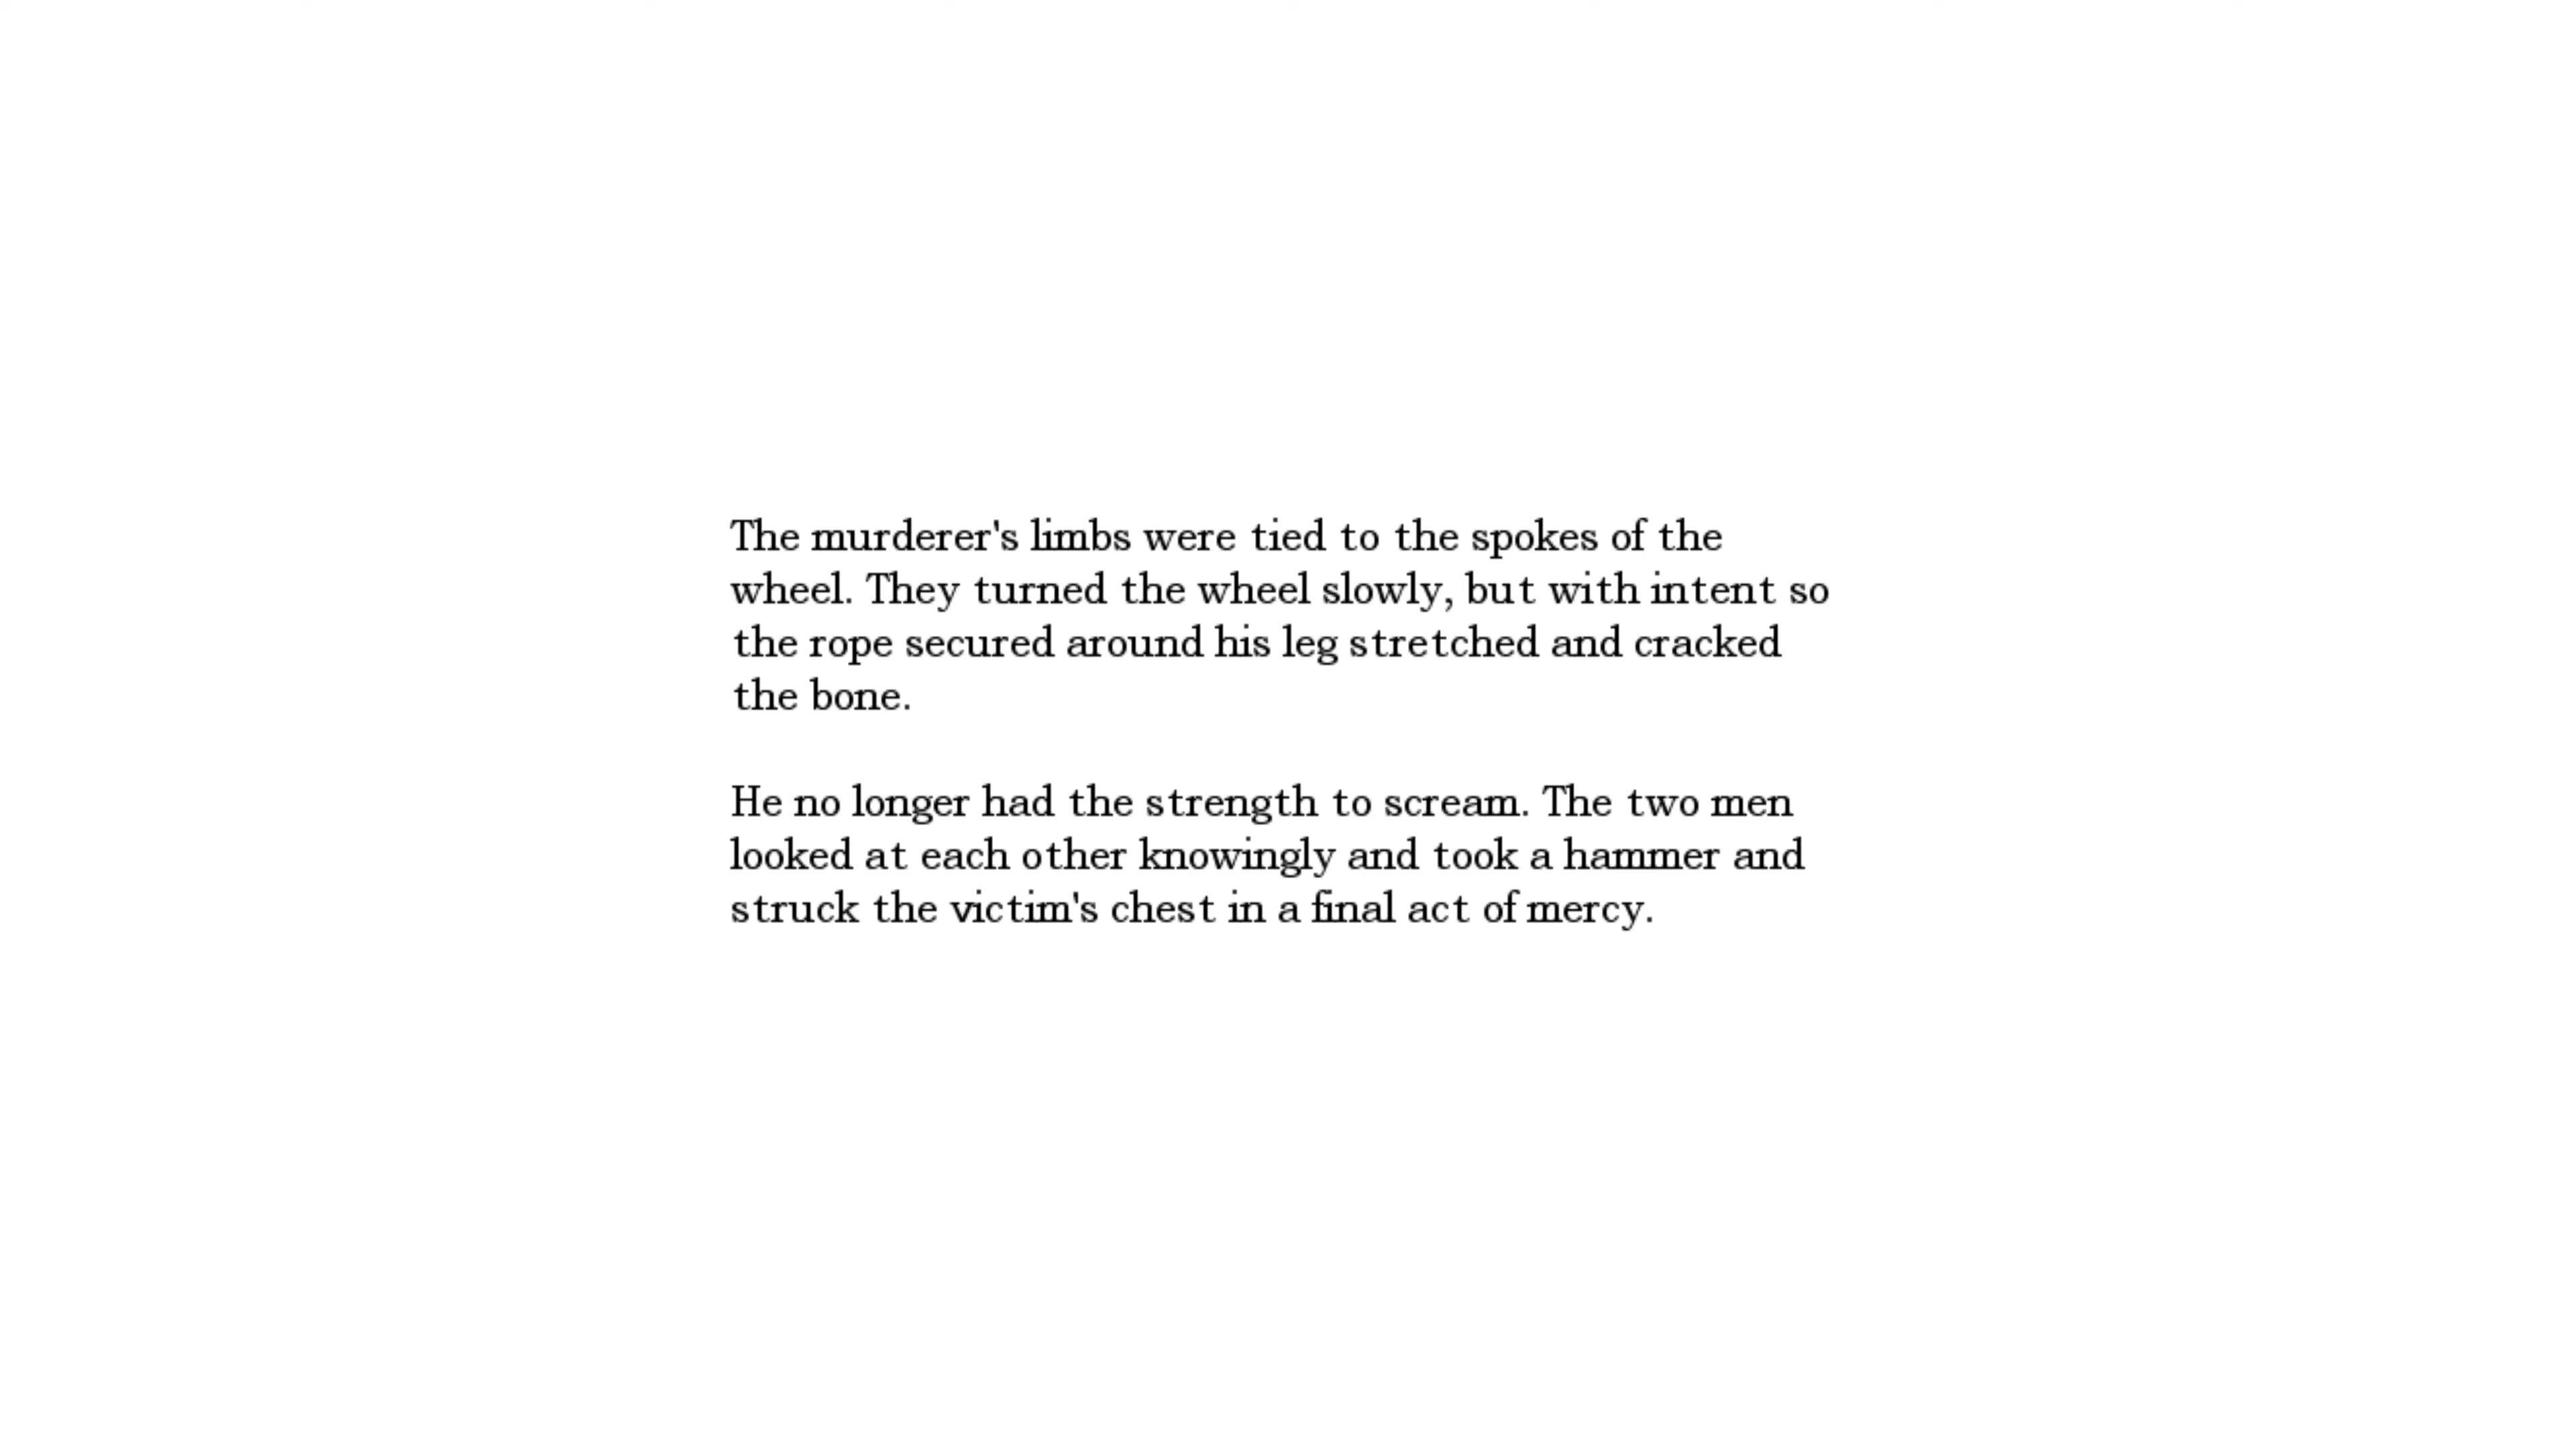 The murderer's limbs were tied to the spokes of the
wheel. They turned the wheel slowly, but with intent so
the rope secured around his leg stretched and cracked
the bone.
He no longer had the strength to scream. The two men
looked at each other knowingly and took a hammer and
struck the victim's chest in a final act of mercy.